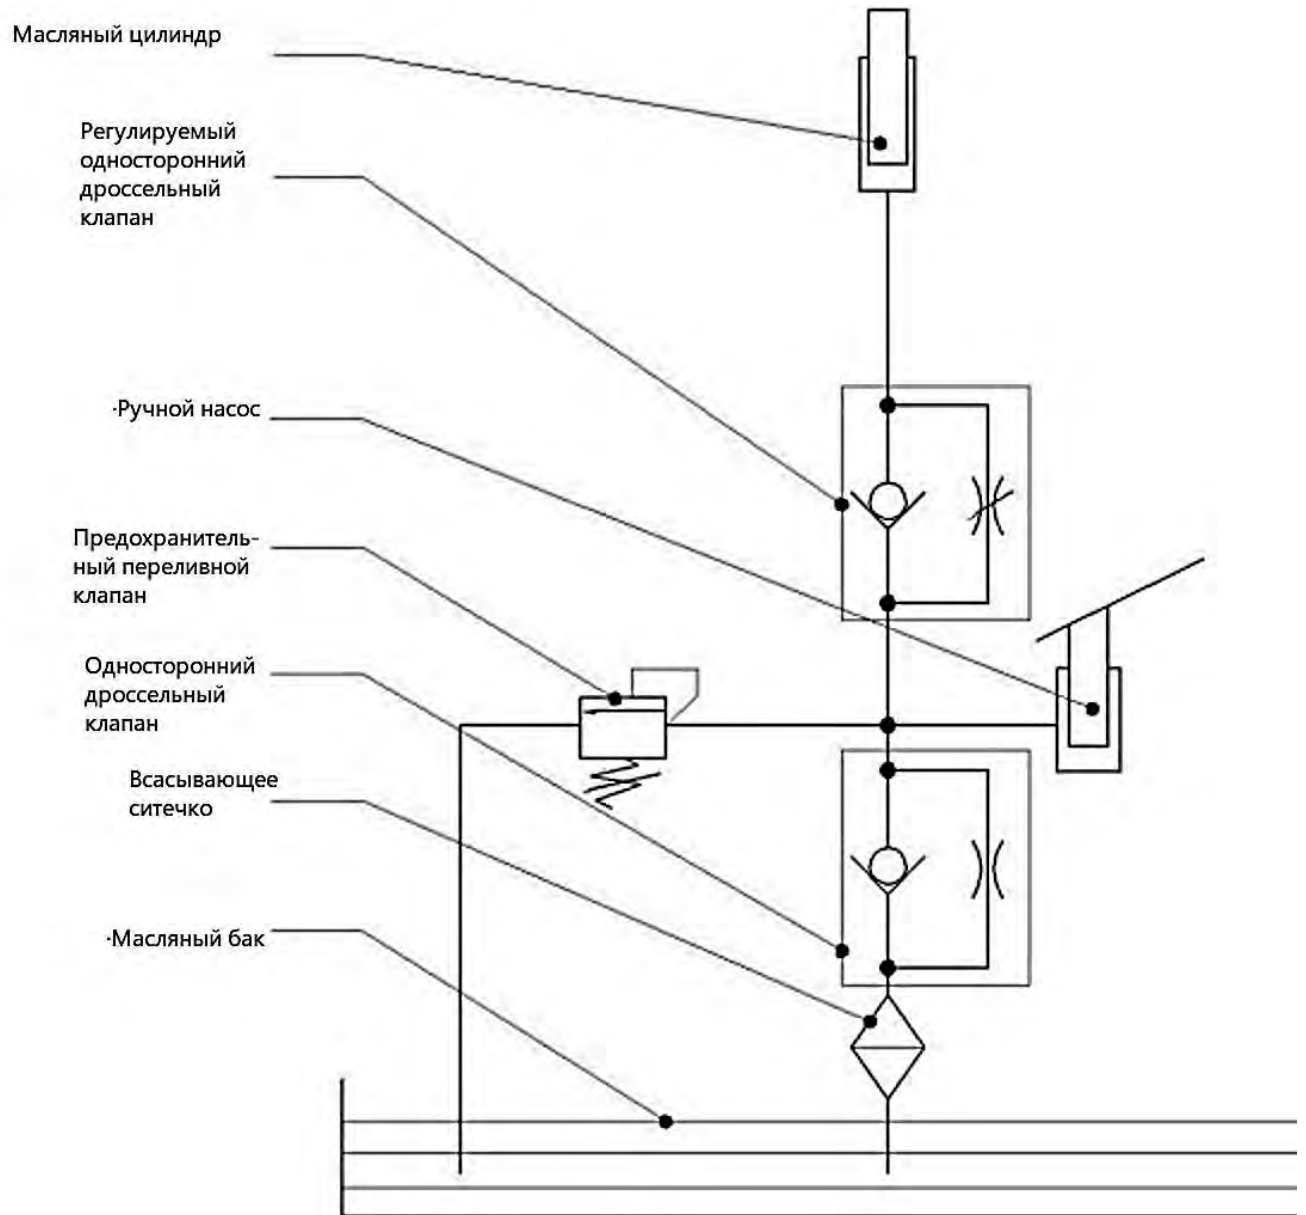 Масляный цилиндр
Регулируемый
односторонний
дроссельный
клапан
·Ручной насос
Предохранитель-
ный переливной
клапан
Односторонний
дроссельный
клапан
Всасывающее
ситечко
·Масляный бак